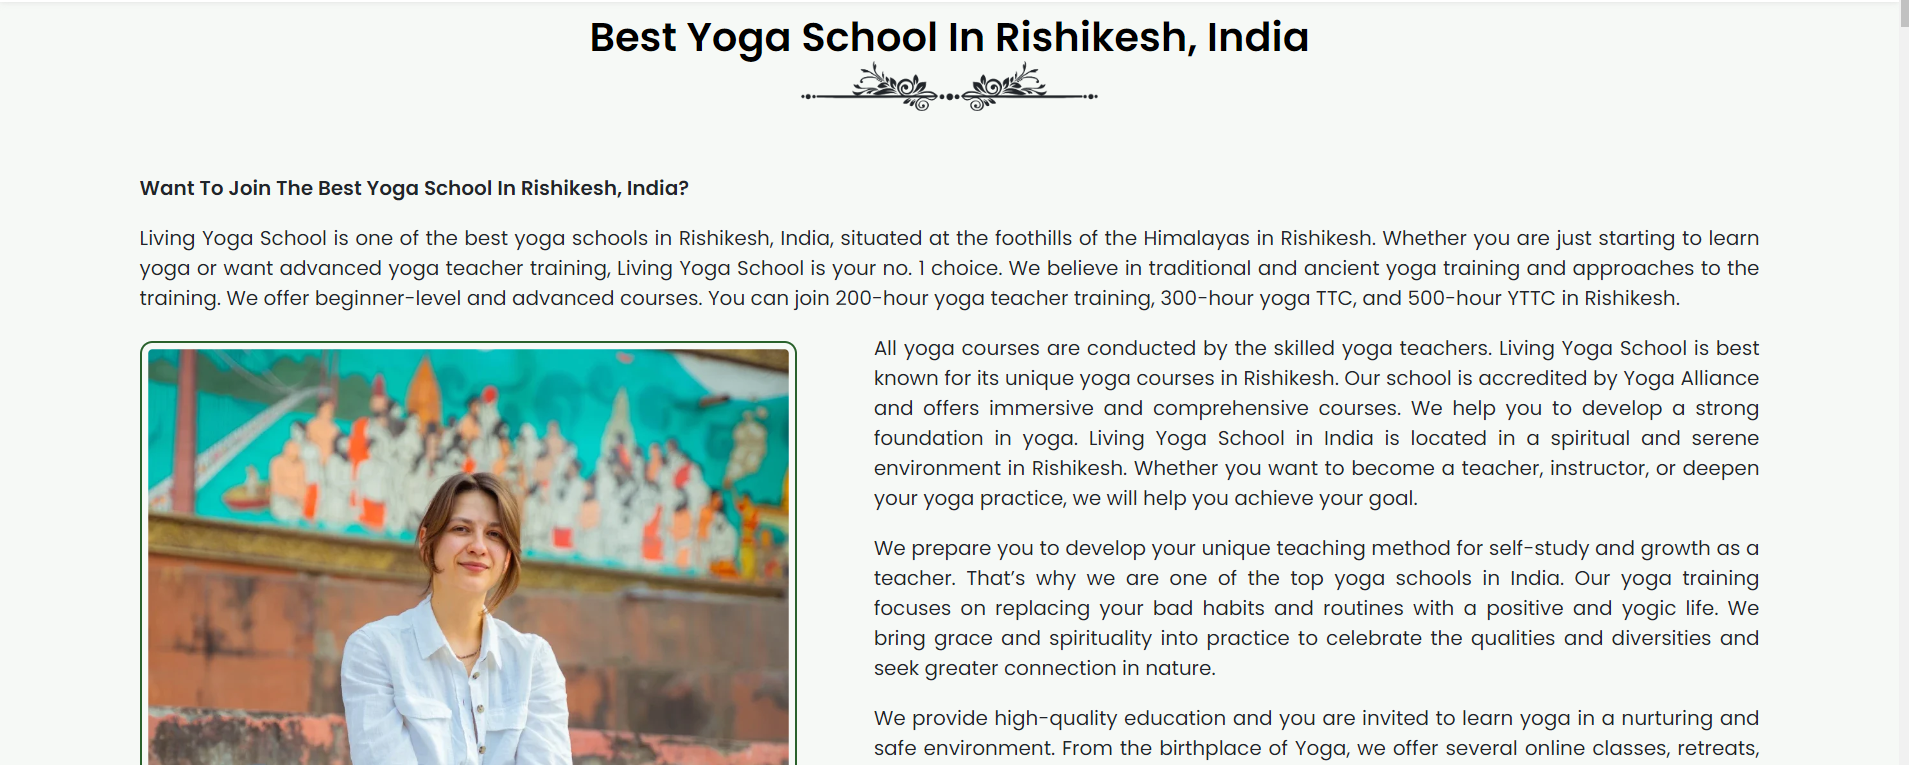 Best Yoga School In Rishikesh, India
Want To Join The Best Yoga School In Rishikesh, India?
Living Yoga School is one of the best yoga schools in Rishikesh, India, situated at the foothills of the Himalayas in Rishikesh. Whether you are just starting to learn
yoga or want advanced yoga teacher training, Living Yoga School is your no. 1 choice. We believe in traditional and ancient yoga training and approaches to the
training. We offer beginner-level and advanced courses. You can join 200-hour yoga teacher training, 300-hour yoga TTC, and 500-hour YTTC in Rishikesh.
All yoga courses are conducted by the skilled yoga teachers. Living Yoga School is best
known for its unique yoga courses in Rishikesh. Our school is accredited by Yoga Alliance
and offers immersive and comprehensive courses. We help you to develop a strong
foundation in yoga. Living Yoga School in India is located in a spiritual and serene
environment in Rishikesh. Whether you want to become a teacher, instructor, or deepen
your yoga practice, we will help you achieve your goal.
We prepare you to develop your unique teaching method for self-study and growth as a
teacher. That’s why we are one of the top yoga schools in India. Our yoga training
focuses on replacing your bad habits and routines with a positive and yogic life. We
bring grace and spirituality into practice to celebrate the qualities and diversities and
seek greater connection in nature.
We provide high-quality education and you are invited to learn yoga in a nurturing and
safe environment. From the birthplace of Yoga, we offer several online classes, retreats,